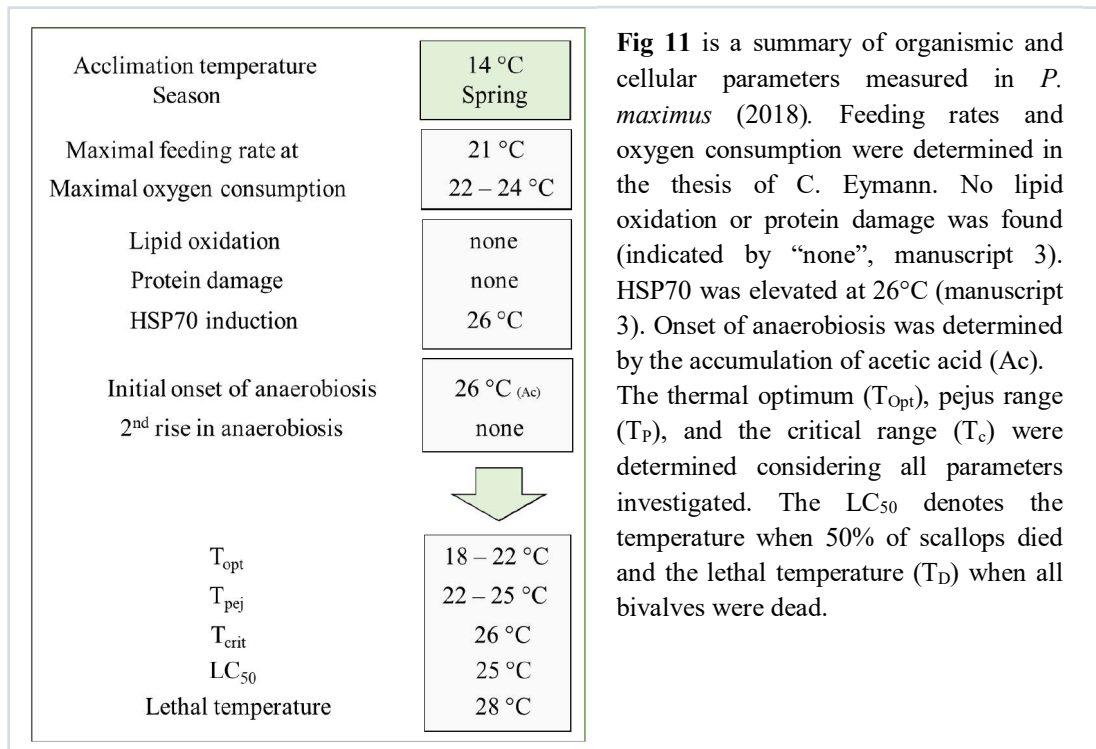 Acclimation temperature 14 °C
Season Spring
Maximal feeding rate at 21 °C
Maximal oxygen consumption 22 – 24 °C
Lipid oxidation none
Protein damage none
HSP70 induction 26 °C
Initial onset of anaerobiosis 26 °C (Ac)
2nd rise in anaerobiosis none
Topt 18 – 22 °C
Tpej 22 – 25 °C
Tcrit 26 °C
LC50 25 °C
Lethal temperature 28 °C
Fig 11 is a summary of organismic and
cellular parameters measured in P.
maximus (2018). Feeding rates and
oxygen consumption were determined in
the thesis of C. Eymann. No lipid
oxidation or protein damage was found
(indicated by “none”, manuscript 3).
HSP70 was elevated at 26°C (manuscript
3). Onset of anaerobiosis was determined
by the accumulation of acetic acid (Ac).
The thermal optimum (TOpt), pejus range
(TP), and the critical range (Tc) were
determined considering all parameters
investigated. The LC50 denotes the
temperature when 50% of scallops died
and the lethal temperature (TD) when all
bivalves were dead.